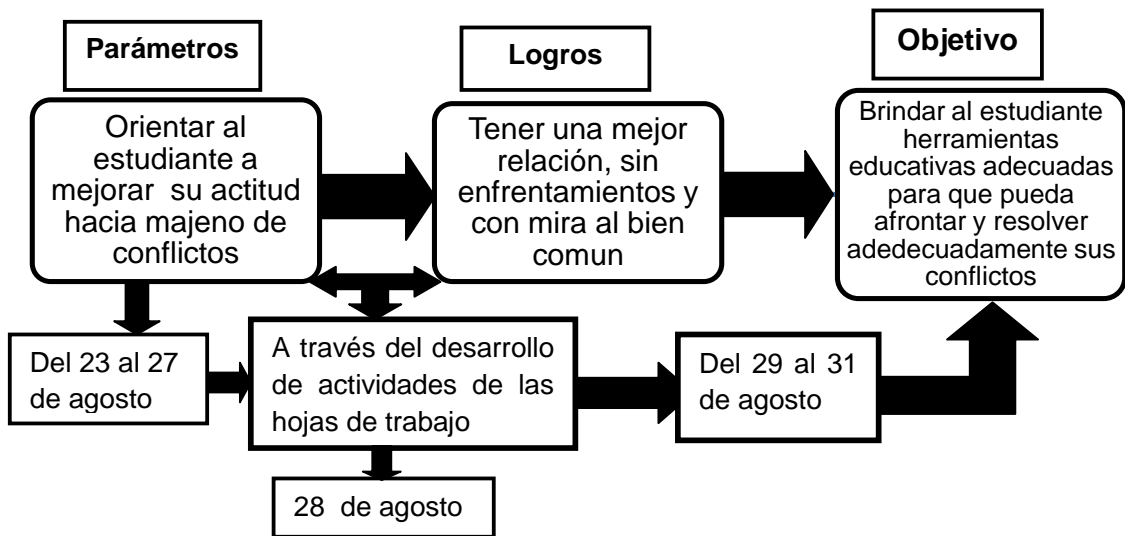 Parámetros
Logros
Objetivo
Orientar al
estudiante a
mejorar su actitud
hacia majeno de
conflictos
Tener una mejor
relación, sin
enfrentamientos y
con mira al bien
comun
Brindar al estudiante
herramientas
educativas adecuadas
para que pueda
afrontar y resolver
adedecuadamente sus
conflictos
Del 23 al 27
de agosto
A través del desarrollo
de actividades de las
hojas de trabajo
Del 29 al 31
de agosto
28 de agosto